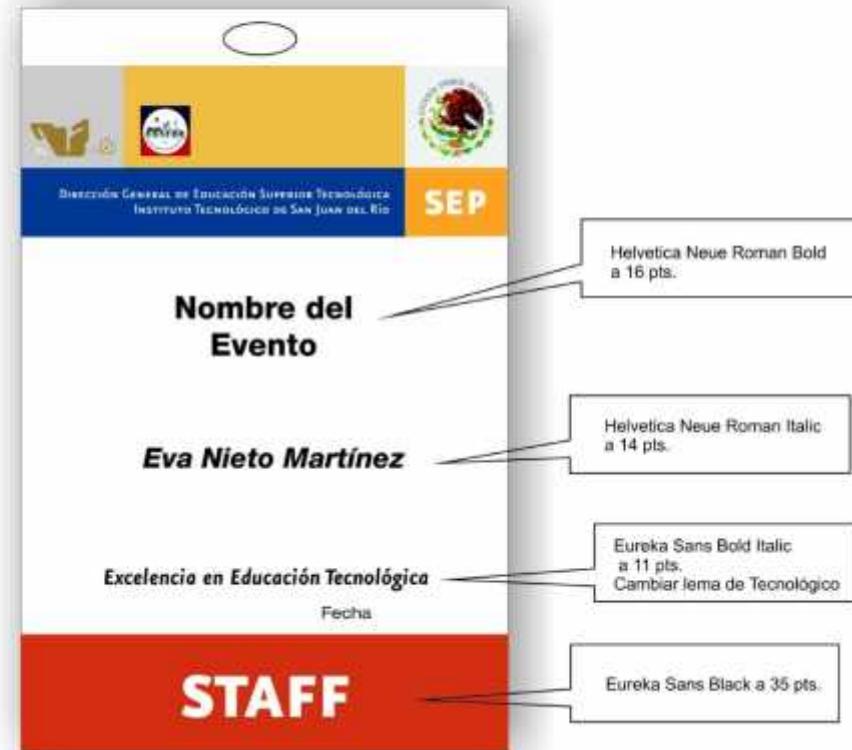 DIRECCIÓN GENERAL DE EDUCACIÓN SUPERIOR TECNOLÓGICA
INSTITUTO TECNOLÓGICO DE SAN JUAN DEL RÍO
SEP
Nombre del
Evento
Helvetica Neue Roman Bold
a 16 pts.
Eva Nieto Martínez
Helvetica Neue Roman Italic
a 14 pts.
Excelencia en Educación Tecnológica
Eureka Sans Bold Italic
a 11 pts.
Cambiar lema de Tecnológico
Fecha
STAFF
Eureka Sans Black a 35 pts.